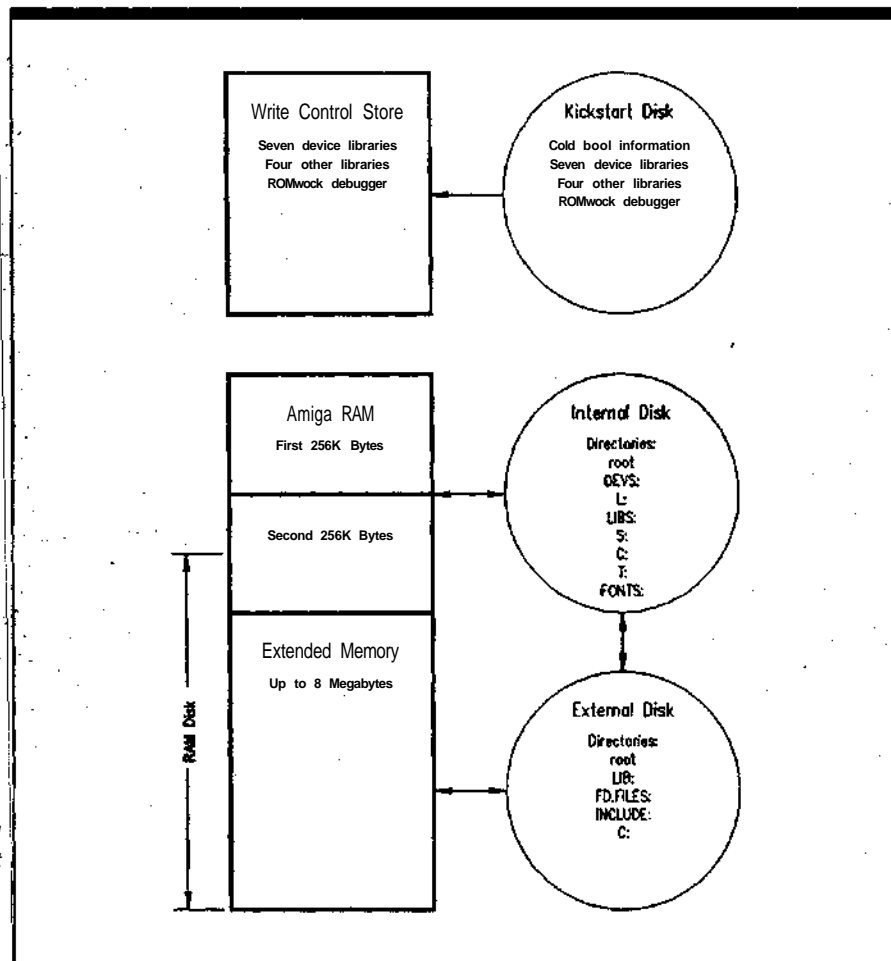 Write Control Store
Seven device libraries
Four other libraries
ROMwock debugger
Kickstart Disk
Cold bool information
Seven device libraries
Four other libraries
ROMwock debugger
Amiga RAM
First 256K Bytes
Second 256K Bytes
Extended Memory
Up to 8 Megabytes
RAM Disk
Internal Disk
Directories:
root
DEVS:
L:
LIBS:
S:
C:
T:
FONTS:
External Disk
Directories:
root
LIB:
FD.FILES:
INCLUDE:
C: